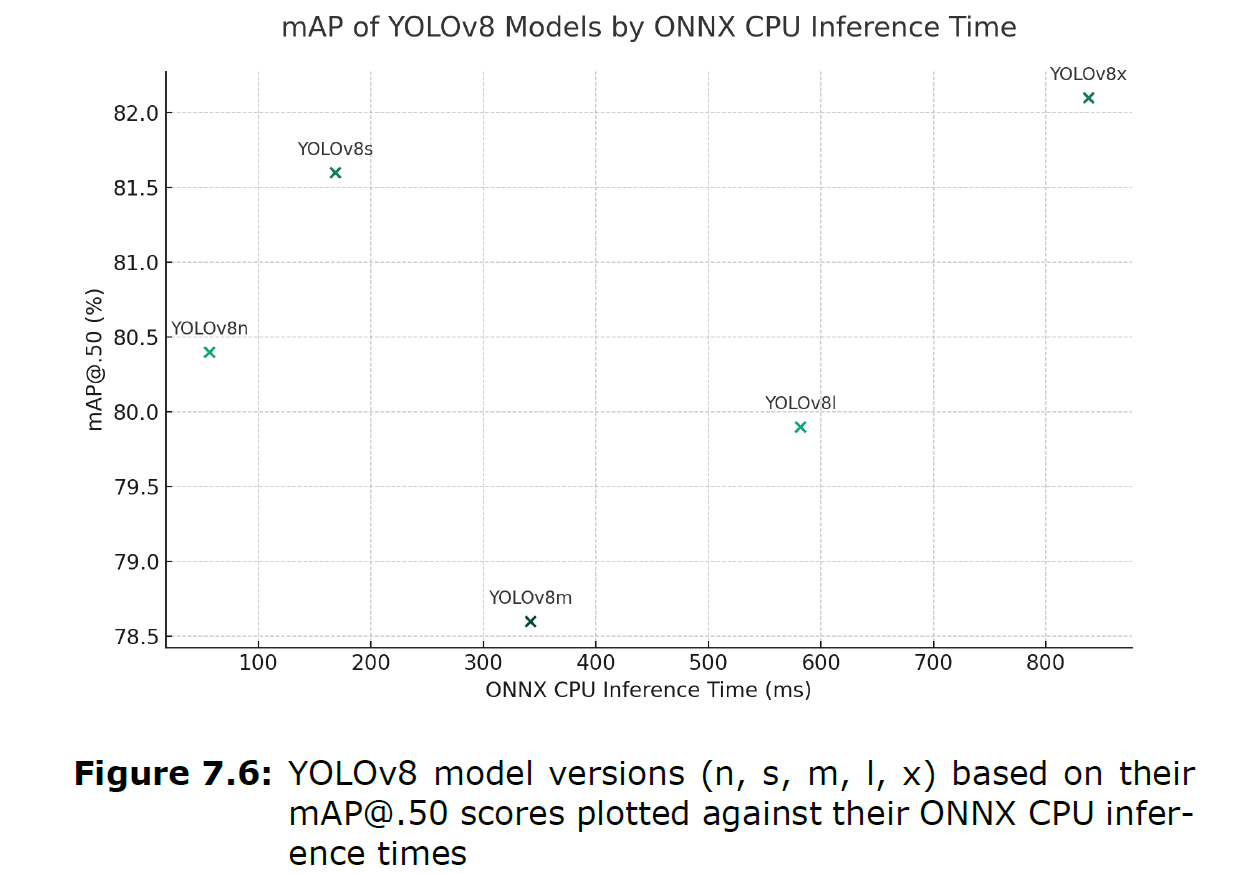 mAP of YOLOv8 Models by ONNX CPU Inference Time
YOLOv8x
82.0
YOLOv8s
81.5
81.0
mAP@.50 (%)
YOLOv8n
80.5
YOLOv8l
80.0
79.5
79.0
YOLOv8m
78.5
100 200 300 400 500 600 700 800
ONNX CPU Inference Time (ms)
Figure 7.6: YOLOv8 model versions (n, s, m, l, x) based on their
mAP@.50 scores plotted against their ONNX CPU infer-
ence times